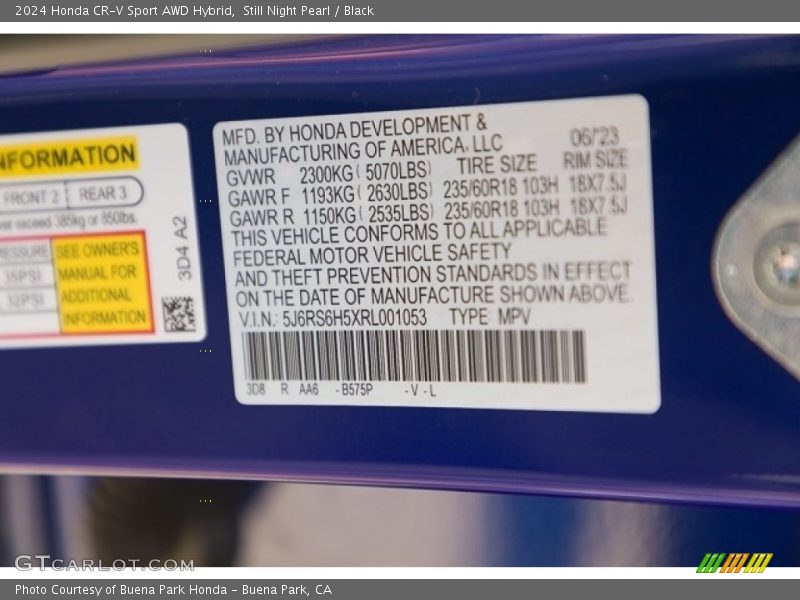 2024 Honda CR-V Sport AWD Hybrid, Still Night Pearl / Black
NFORMATION
FRONT 2 REAR 3
ver exceed 385kg or 850lbs.
RESSURE
35PSI
32PSI
SEE OWNER'S
MANUAL FOR
ADDITIONAL
INFORMATION
3D4 A2
MFD. BY HONDA DEVELOPMENT &
MANUFACTURING OF AMERICA, LLC 06/23
GVWR 2300KG ( 5070LBS) TIRE SIZE RIM SIZE
GAWR F 1193KG ( 2630LBS) 235/60R18 103H 18X7.5J
GAWR R 1150KG ( 2535LBS) 235/60R18 103H 18X7.5J
THIS VEHICLE CONFORMS TO ALL APPLICABLE
FEDERAL MOTOR VEHICLE SAFETY
AND THEFT PREVENTION STANDARDS IN EFFECT
ON THE DATE OF MANUFACTURE SHOWN ABOVE.
V.I.N.: 5J6RS6H5XRL001053 TYPE MPV
3D8 R AA6 -B575P -V -L
GTCARLOT.COM
Photo Courtesy of Buena Park Honda - Buena Park, CA